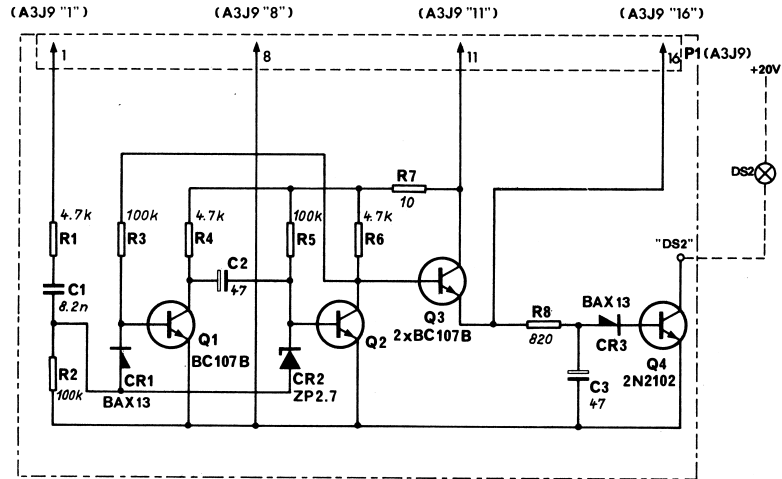 (A3J9 "1") (A3J9 "8") (A3J9 "11") (A3J9 "16")
1 8 11 16 P1 (A3J9)
+20V
DS2
R7
10
4.7k 100k 4.7k 100k 4.7k
R1 R3 R4 R5 R6
"DS2"
C2
47
C1
8.2n
Q3
2xBC107B
R8
820
BAX13
CR3
Q1
BC107B
Q2
Q4
2N2102
R2
100k
CR1
BAX13
CR2
ZP2.7
C3
47